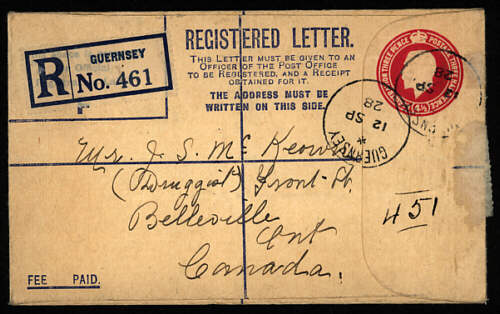 GUERNSEY
R No. 461
REGISTERED LETTER.
THIS LETTER MUST BE GIVEN TO AN
OFFICER OF THE POST OFFICE
TO BE REGISTERED, AND A RECEIPT
OBTAINED FOR IT.
THE ADDRESS MUST BE
WRITTEN ON THIS SIDE.
GUERNSEY
12 SP
28
SP
28
Mr. J. S. McKeown
(Druggist) Front St.
Belleville
Ont
Canada.
451
FEE PAID.